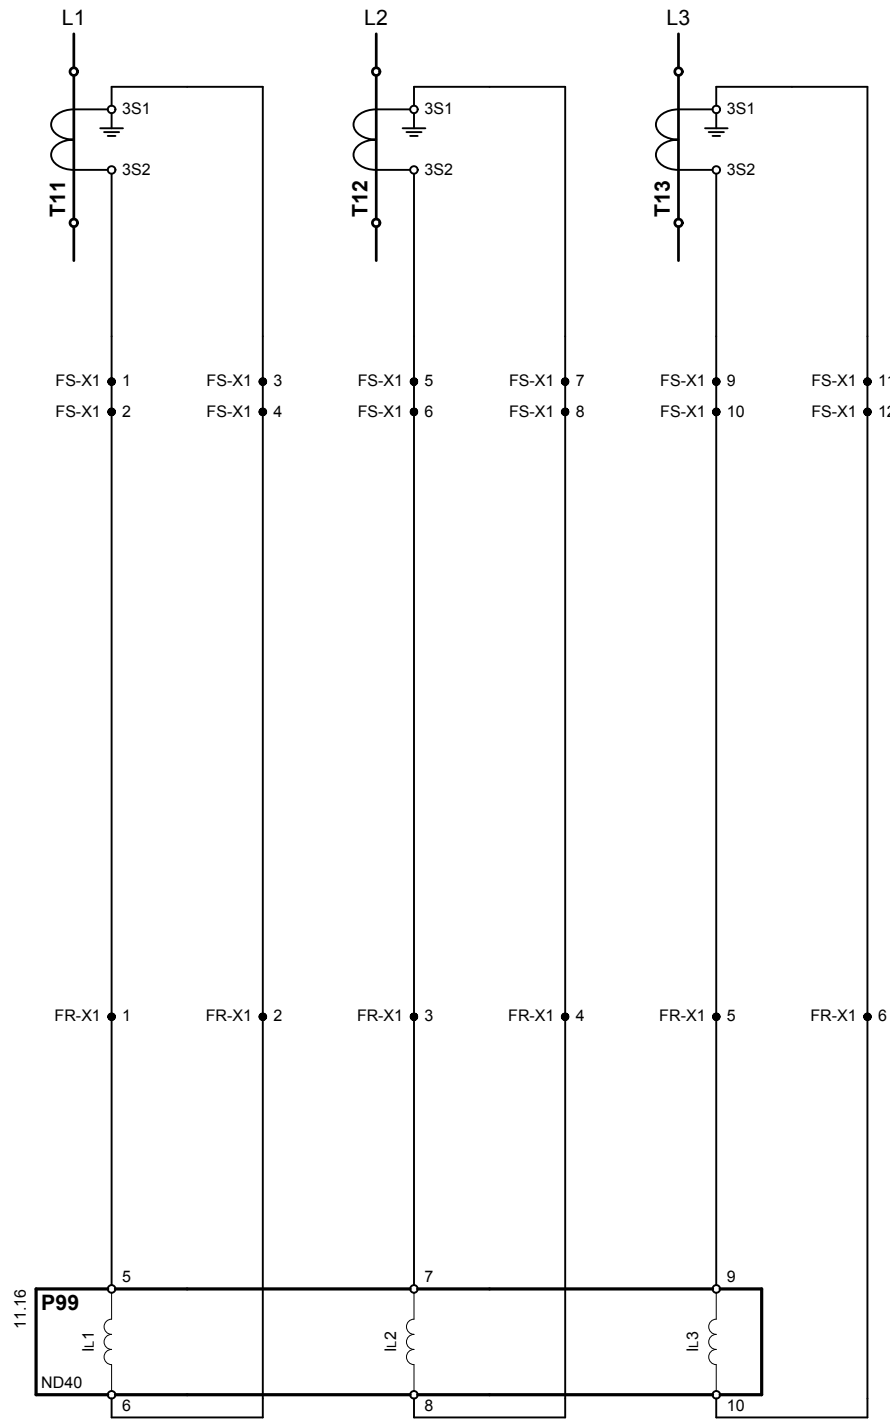 L1 L2 L3
3S1 3S1 3S1
3S2 3S2 3S2
T11 T12 T13
FS-X1 1 FS-X1 3 FS-X1 5 FS-X1 7 FS-X1 9 FS-X1 11
FS-X1 2 FS-X1 4 FS-X1 6 FS-X1 8 FS-X1 10 FS-X1 12
FR-X1 1 FR-X1 2 FR-X1 3 FR-X1 4 FR-X1 5 FR-X1 6
5 7 9
11.16 P99
IL1 IL2 IL3
ND40
6 8 10